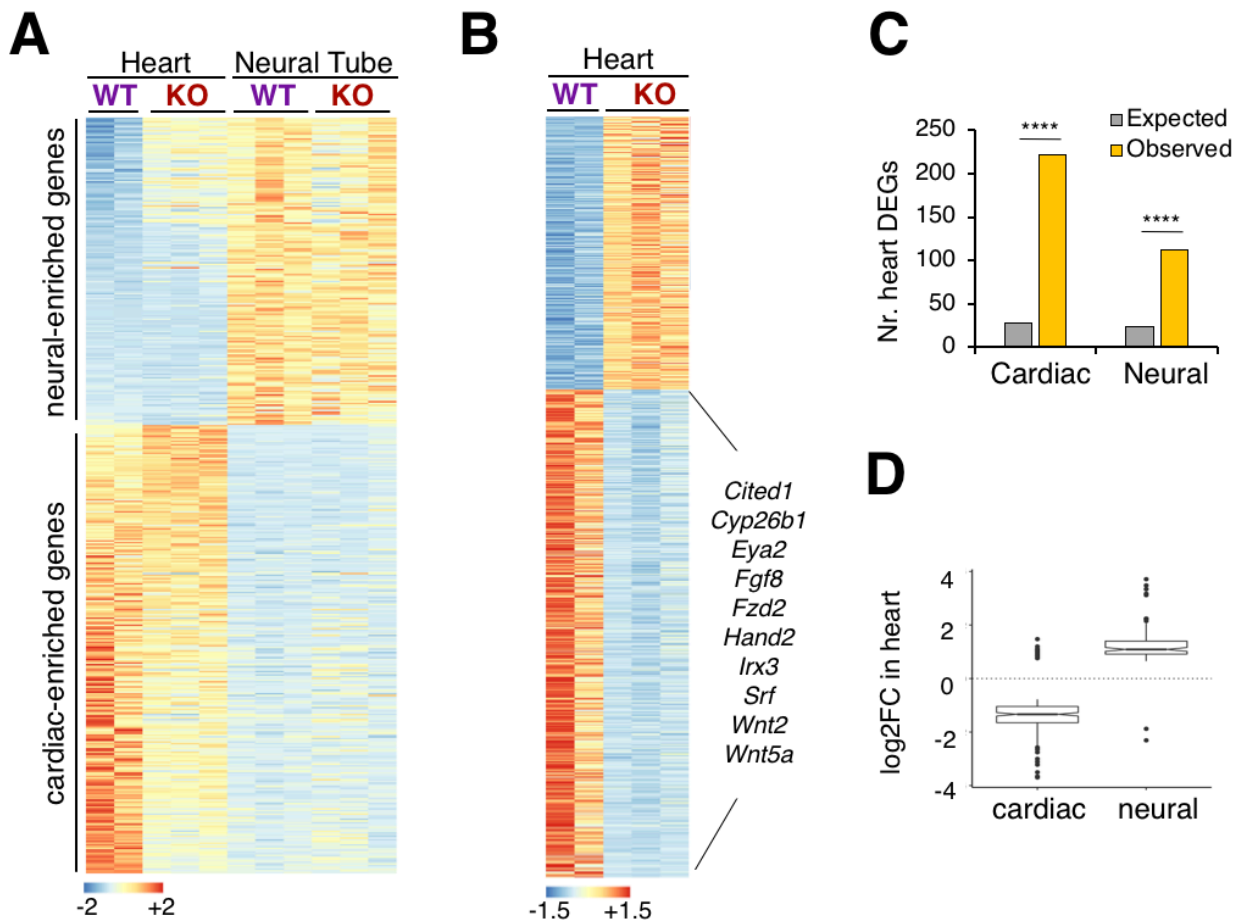 A
Heart
Neural Tube
WT
KO
WT
KO
neural-enriched genes
cardiac-enriched genes
-2
+2
B
Heart
WT
KO
Cited1
Cyp26b1
Eya2
Fgf8
Fzd2
Hand2
Irx3
Srf
Wnt2
Wnt5a
-1.5
+1.5
C
Expected
Observed
****
****
Nr. heart DEGs
250
200
150
100
50
0
Cardiac
Neural
D
log2FC in heart
4
2
0
-2
-4
cardiac
neural